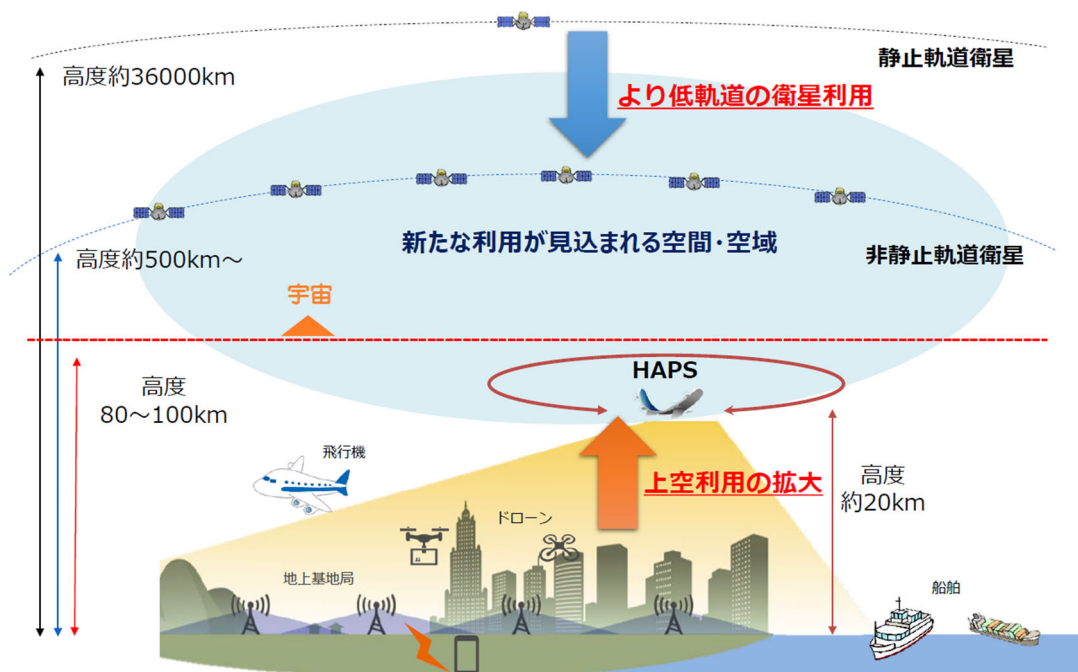 静止軌道衛星
高度約36000km
より低軌道の衛星利用
新たな利用が見込まれる空間・空域
非静止軌道衛星
高度約500km～
宇宙
HAPS
高度
80～100km
飛行機
上空利用の拡大
高度
約20km
ドローン
地上基地局
船舶